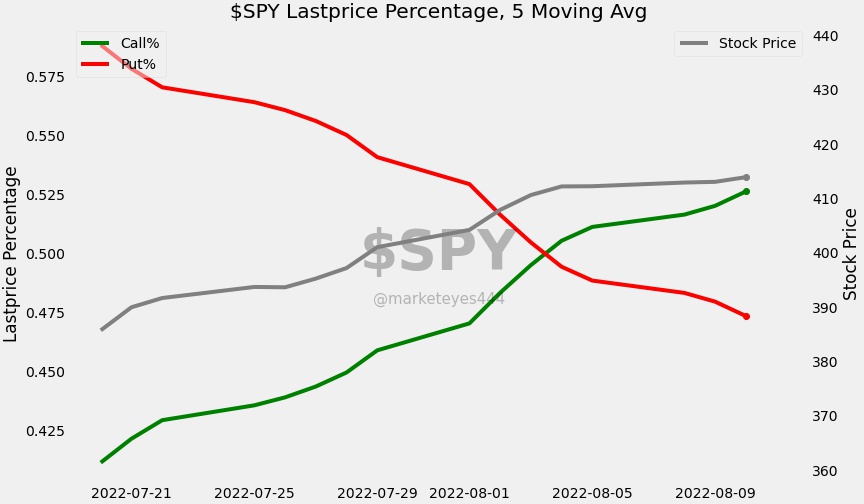 $SPY Lastprice Percentage, 5 Moving Avg
Call%
Put%
Stock Price
Lastprice Percentage
0.575
0.550
0.525
0.500
0.475
0.450
0.425
$SPY
@marketeyes444
440
430
420
410
400
390
380
370
360
Stock Price
2022-07-21 2022-07-25 2022-07-29 2022-08-01 2022-08-05 2022-08-09